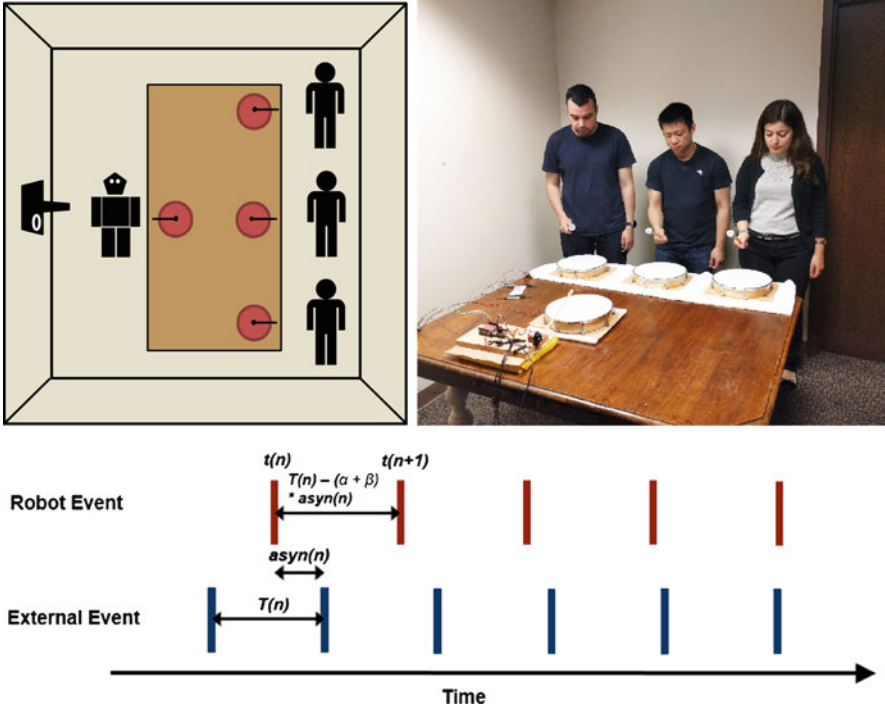 t(n)
t(n+1)
T(n) – (α + β)
* asyn(n)
Robot Event
asyn(n)
T(n)
External Event
Time